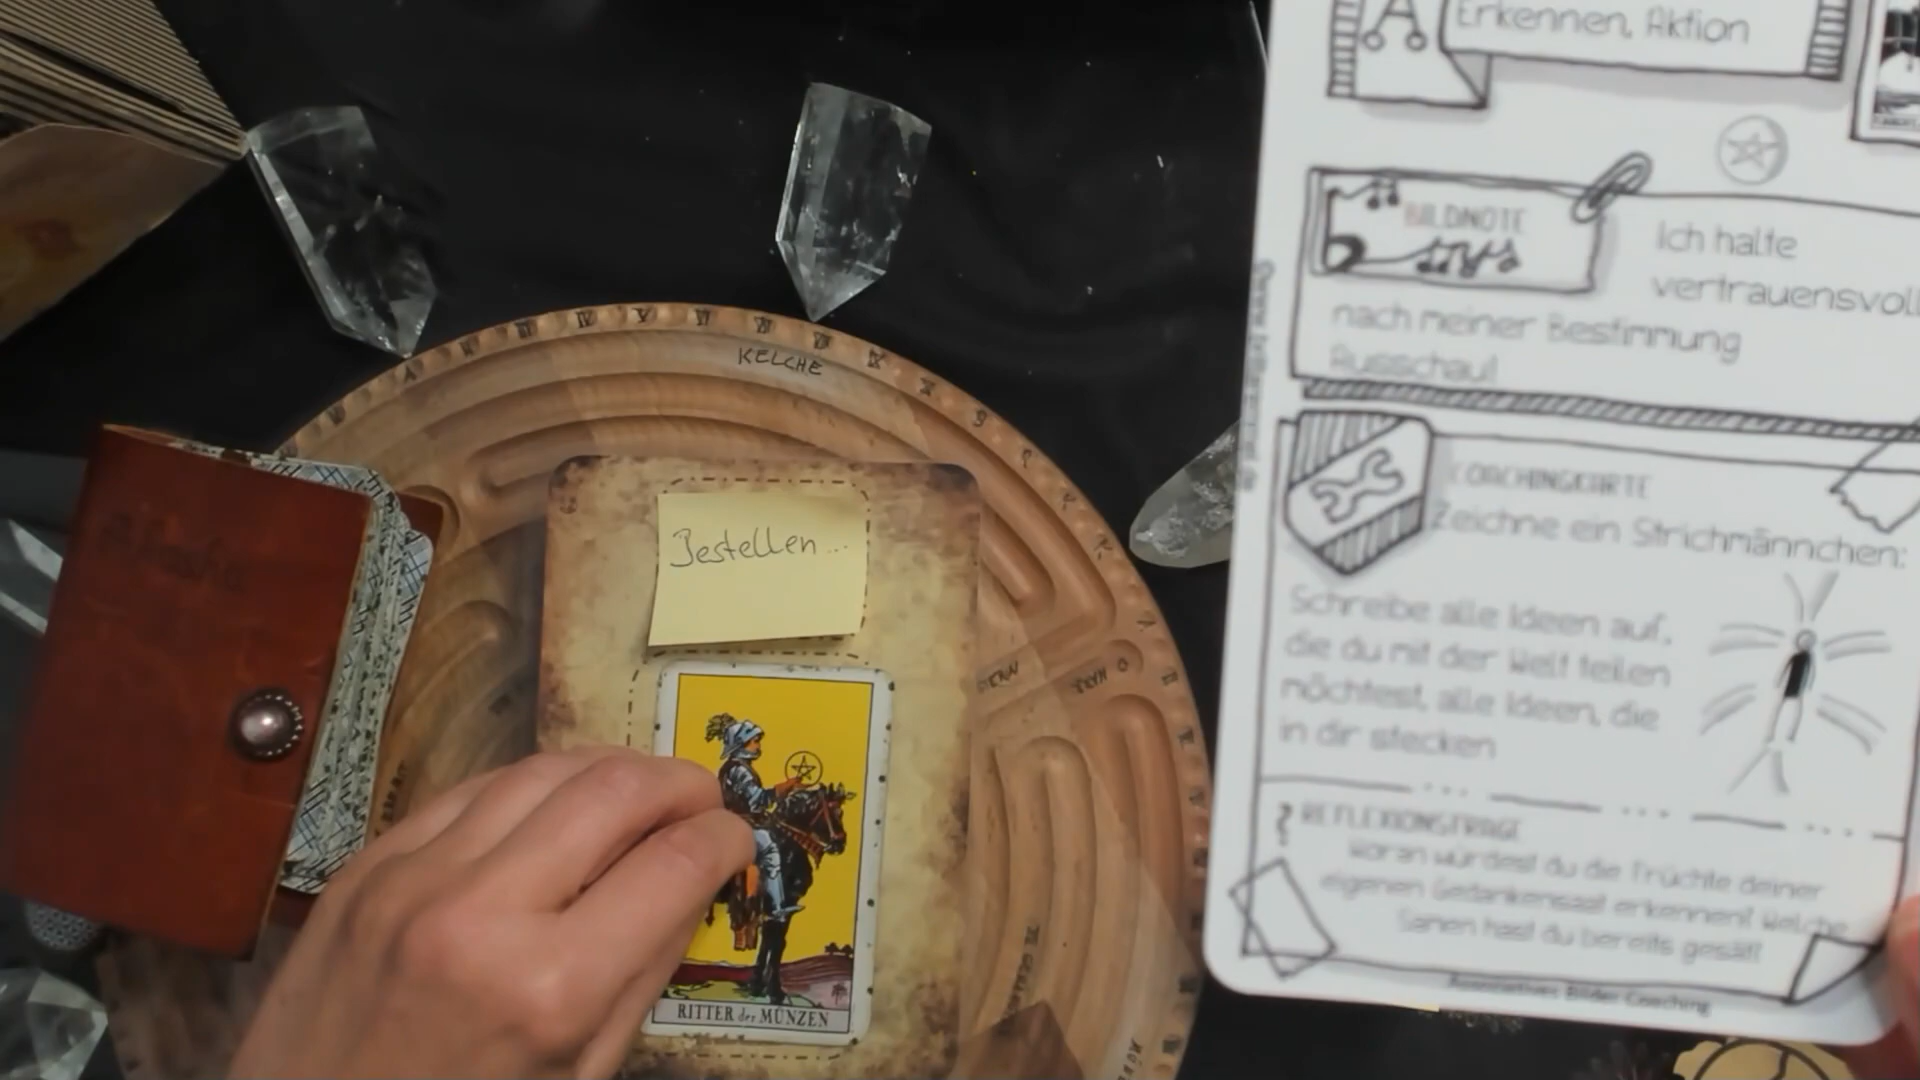 Erkennen, Aktion
BILDNOTE
Ich halte
vertrauensvoll
nach meiner Bestimmung
Ausschau!
COACHINGKARTE
Zeichne ein Strichmännchen:
Schreibe alle Ideen auf,
die du mit der Welt teilen
möchtest, alle Ideen, die
in dir stecken
? REFLEXIONSFRAGE
Woran würdest du die Früchte deiner
eigenen Gedankensaat erkennen? Welche
Samen hast du bereits gesät?
Assoziatives Bilder Coaching
KELCHE
Bestellen...
RITTER der MÜNZEN